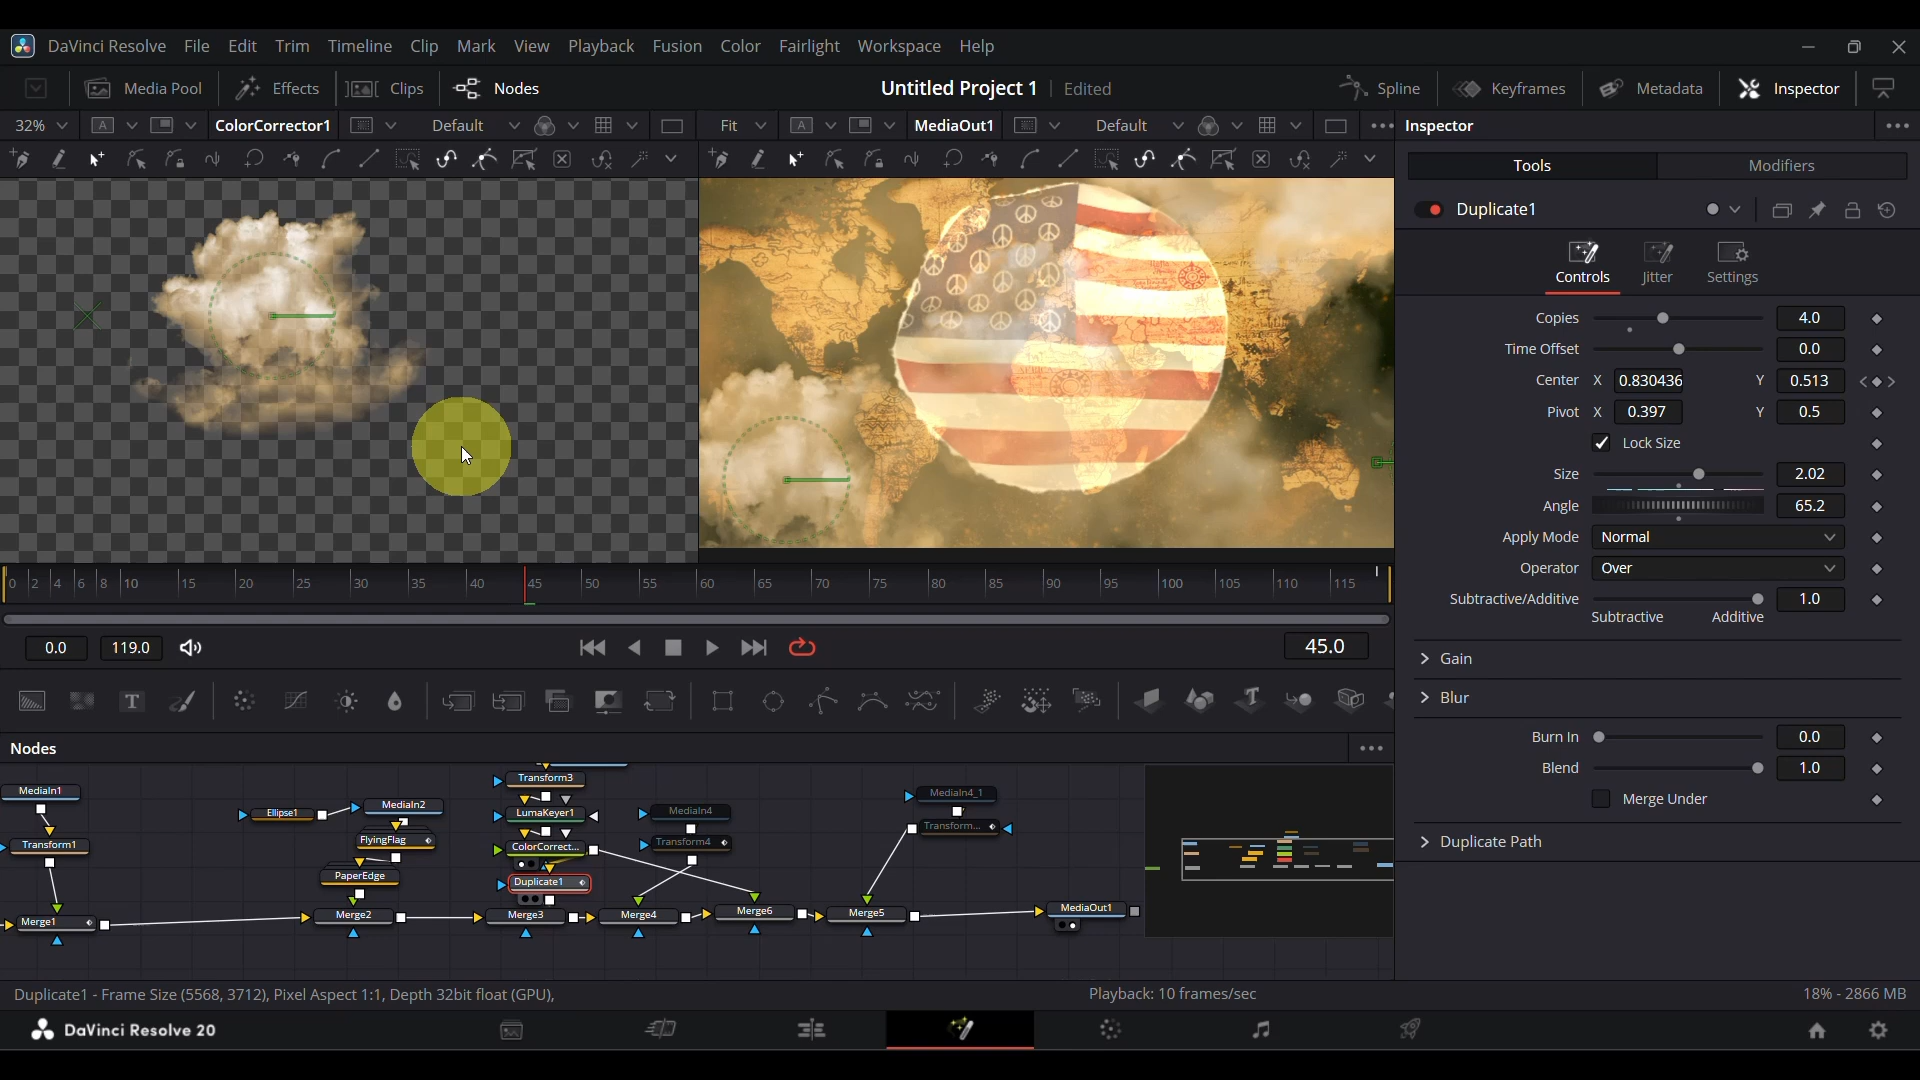 DaVinci Resolve File Edit Trim Timeline Clip Mark View Playback Fusion Color Fairlight Workspace Help
Media Pool Effects Clips Nodes Untitled Project 1 Edited Spline Keyframes Metadata Inspector
32% A ColorCorrector1 Default Fit A MediaOut1 Default Inspector
Tools Modifiers
Duplicate1
Controls Jitter Settings
Copies 4.0
Time Offset 0.0
Center X 0.830436 Y 0.513
Pivot X 0.397 Y 0.5
Lock Size
Size 2.02
Angle 65.2
Apply Mode Normal
Operator Over
Subtractive/Additive 1.0
Subtractive Additive
Gain
Blur
Burn In 0.0
Blend 1.0
Merge Under
Duplicate Path
0 2 4 6 8 10 15 20 25 30 35 40 45 50 55 60 65 70 75 80 85 90 95 100 105 110 115
0.0 119.0 45.0
Nodes
MediaIn1 Ellipse1 MediaIn2 Transform3 MediaIn4 MediaIn4_1
Transform1 FlyingFlag LumaKeyer1 Transform4 Transform...
PaperEdge ColorCorrect...
Duplicate1
Merge1 Merge2 Merge3 Merge4 Merge6 Merge5 MediaOut1
Duplicate1 - Frame Size (5568, 3712), Pixel Aspect 1:1, Depth 32bit float (GPU), Playback: 10 frames/sec 18% - 2866 MB
DaVinci Resolve 20